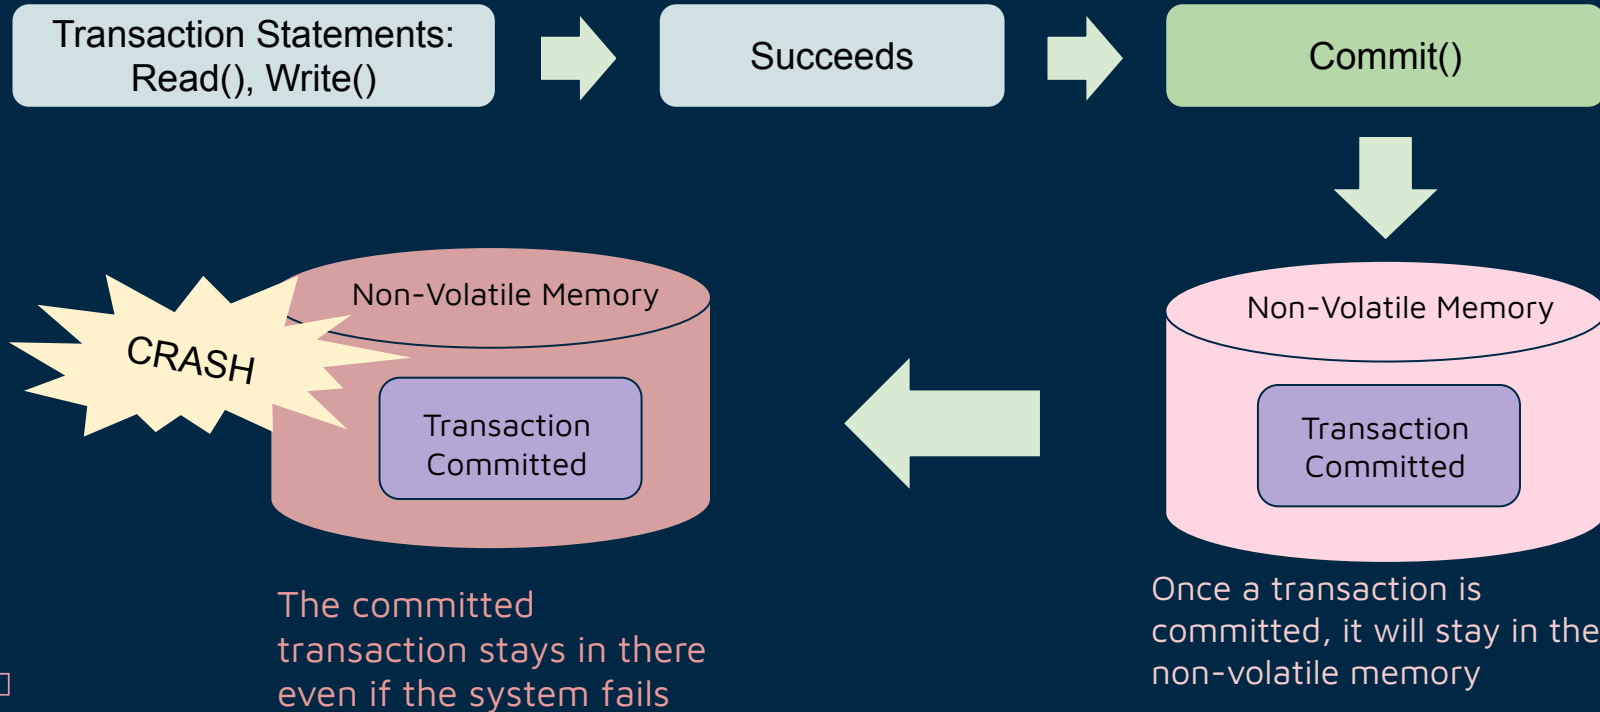 Transaction Statements:
Read(), Write()
Succeeds
Commit()
Non-Volatile Memory
Transaction
Committed
Once a transaction is
committed, it will stay in the
non-volatile memory
CRASH
Non-Volatile Memory
Transaction
Committed
The committed
transaction stays in there
even if the system fails